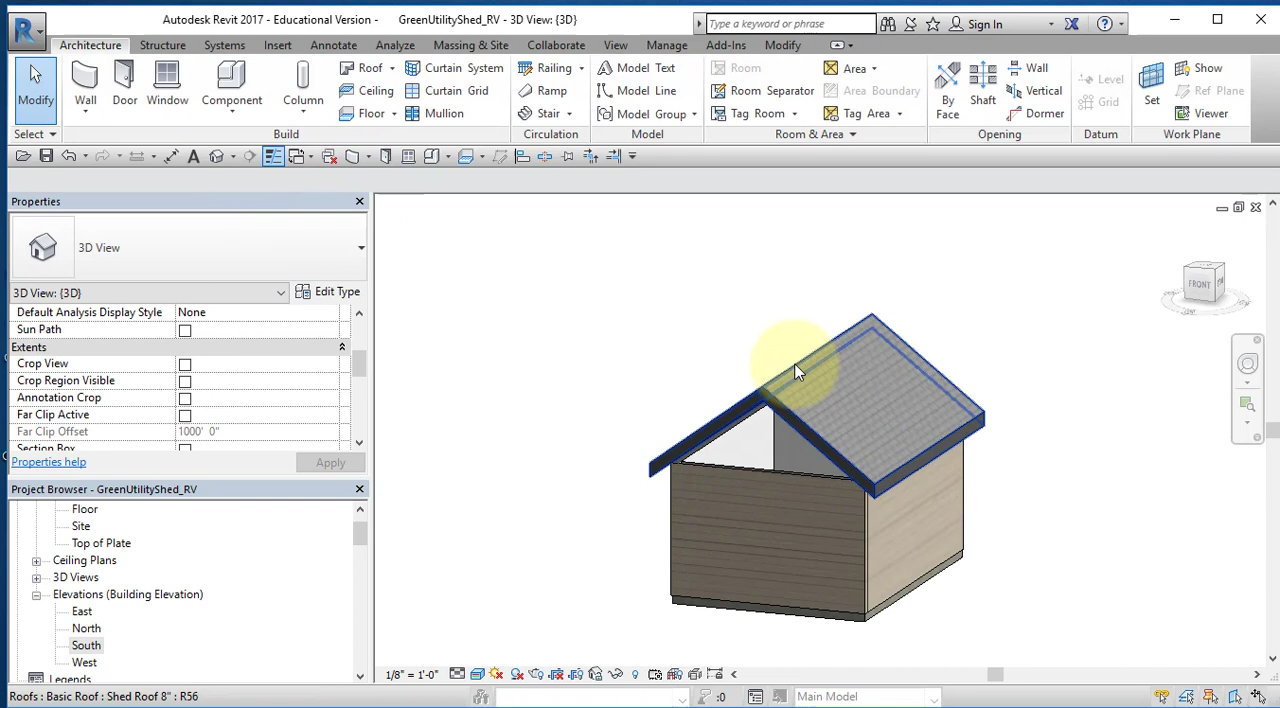 Autodesk Revit 2017 - Educational Version - GreenUtilityShed_RV - 3D View: {3D}
Type a keyword or phrase
Sign In
Architecture Structure Systems Insert Annotate Analyze Massing & Site Collaborate View Manage Add-Ins Modify
Modify
Wall
Door
Window
Component
Column
Roof
Ceiling
Floor
Curtain System
Curtain Grid
Mullion
Railing
Ramp
Stair
Model Text
Model Line
Model Group
Room
Room Separator
Tag Room
Area
Area Boundary
Tag Area
By Face
Shaft
Wall
Vertical
Dormer
Level
Grid
Set
Show
Ref Plane
Viewer
Select Build Circulation Model Room & Area Opening Datum Work Plane
Properties
3D View
3D View: {3D} Edit Type
Default Analysis Display Style None
Sun Path
Extents
Crop View
Crop Region Visible
Annotation Crop
Far Clip Active
Far Clip Offset 1000' 0"
Section Box
Properties help Apply
Project Browser - GreenUtilityShed_RV
Floor
Site
Top of Plate
Ceiling Plans
3D Views
Elevations (Building Elevation)
East
North
South
West
Legends
FRONT
1/8" = 1'-0"
Roofs : Basic Roof : Shed Roof 8" : R56
:0
Main Model